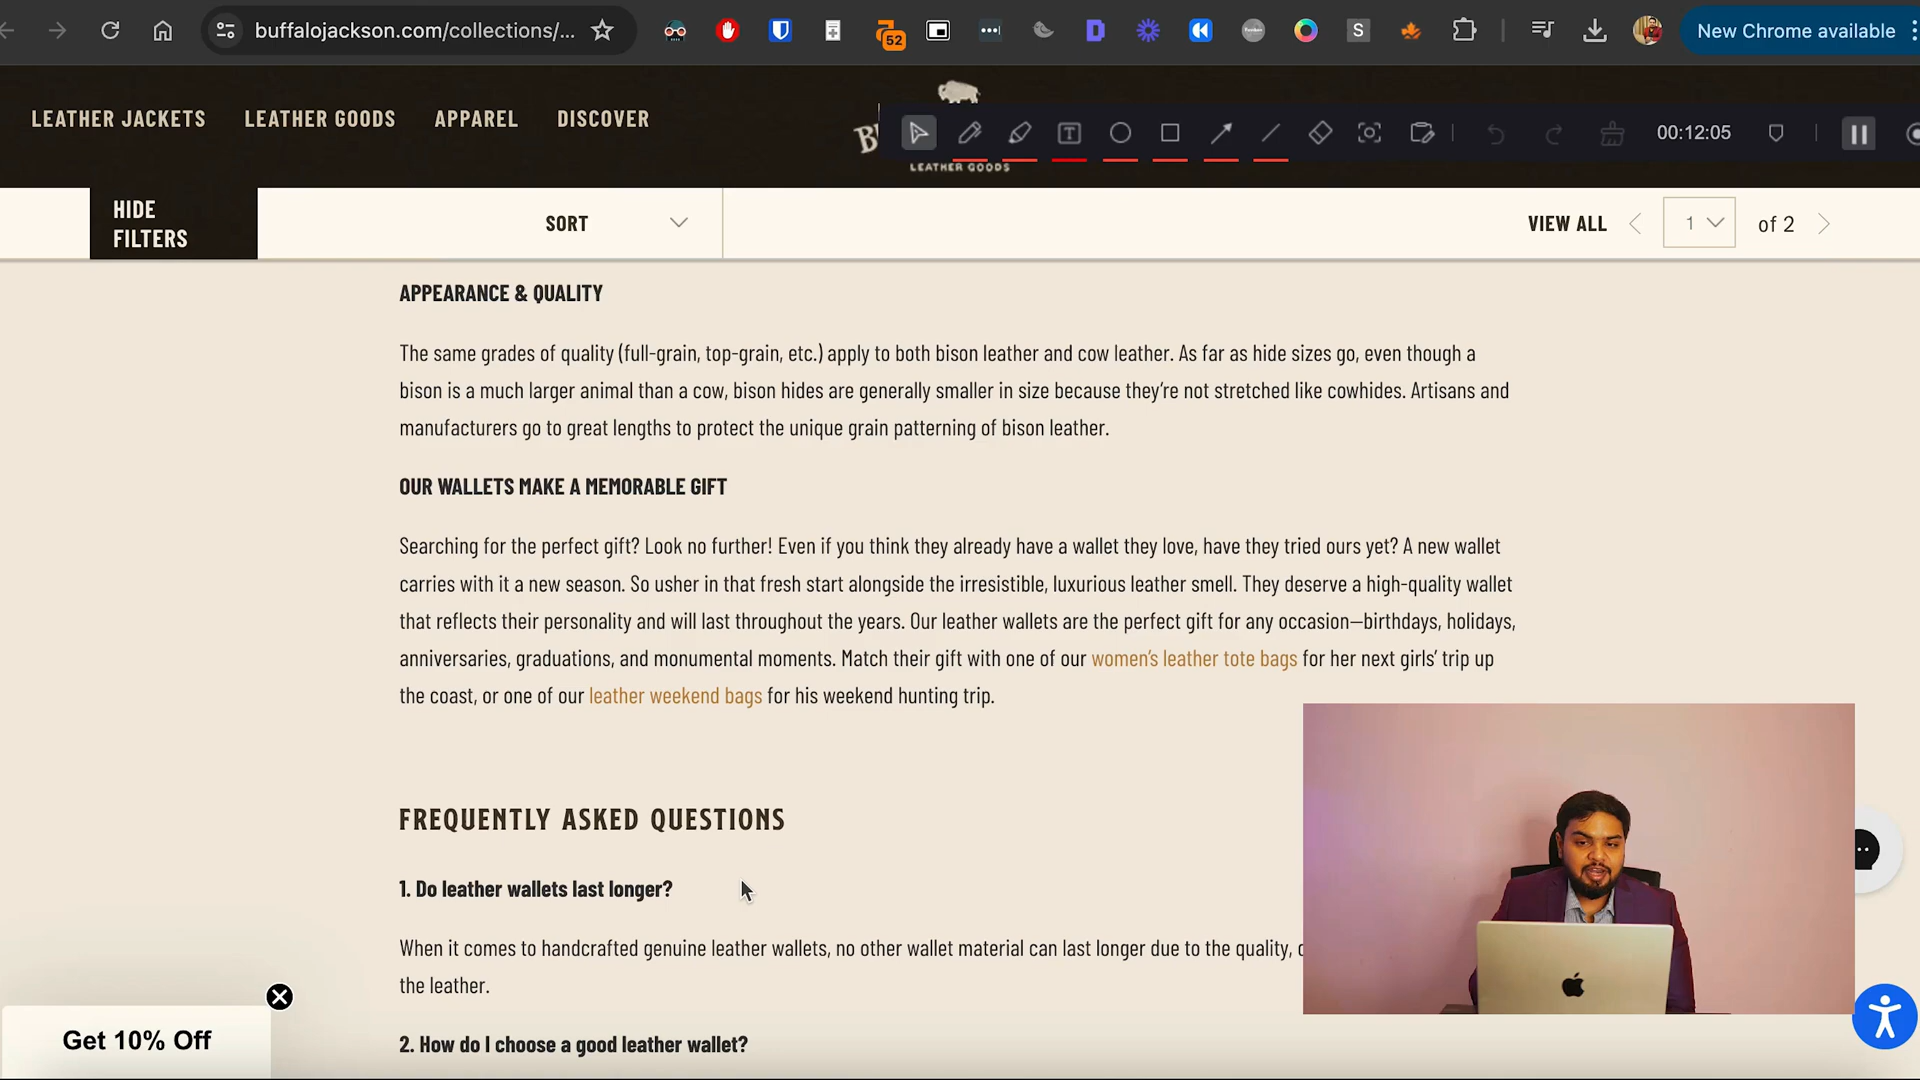 buffalojackson.com/collections/...
52
S
New Chrome available
LEATHER JACKETS
LEATHER GOODS
APPAREL
DISCOVER
LEATHER GOODS
00:12:05
HIDE
FILTERS
SORT
VIEW ALL
1
of 2
APPEARANCE & QUALITY
The same grades of quality (full-grain, top-grain, etc.) apply to both bison leather and cow leather. As far as hide sizes go, even though a
bison is a much larger animal than a cow, bison hides are generally smaller in size because they’re not stretched like cowhides. Artisans and
manufacturers go to great lengths to protect the unique grain patterning of bison leather.
OUR WALLETS MAKE A MEMORABLE GIFT
Searching for the perfect gift? Look no further! Even if you think they already have a wallet they love, have they tried ours yet? A new wallet
carries with it a new season. So usher in that fresh start alongside the irresistible, luxurious leather smell. They deserve a high-quality wallet
that reflects their personality and will last throughout the years. Our leather wallets are the perfect gift for any occasion—birthdays, holidays,
anniversaries, graduations, and monumental moments. Match their gift with one of our women’s leather tote bags for her next girls’ trip up
the coast, or one of our leather weekend bags for his weekend hunting trip.
FREQUENTLY ASKED QUESTIONS
1. Do leather wallets last longer?
When it comes to handcrafted genuine leather wallets, no other wallet material can last longer due to the quality,
the leather.
2. How do I choose a good leather wallet?
Get 10% Off